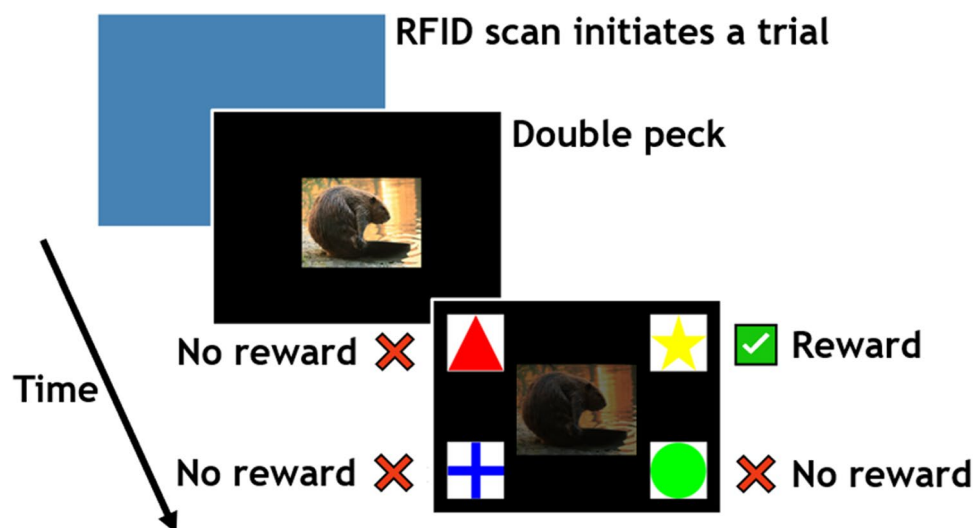 RFID scan initiates a trial
Double peck
No reward
Reward
Time
No reward
No reward